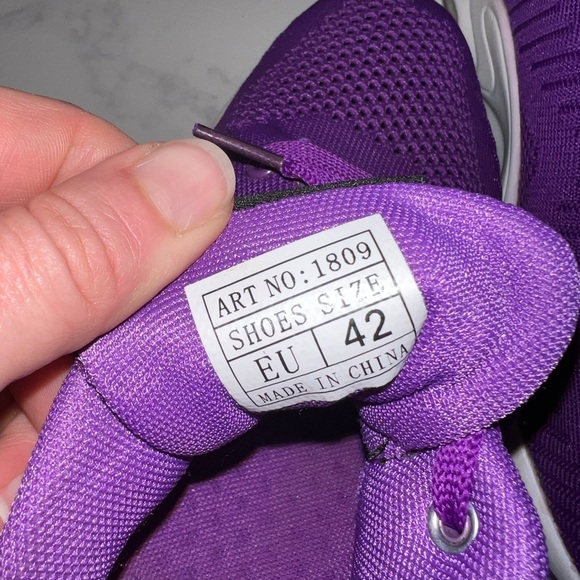 ART NO:1809
SHOES SIZE
EU 42
MADE IN CHINA